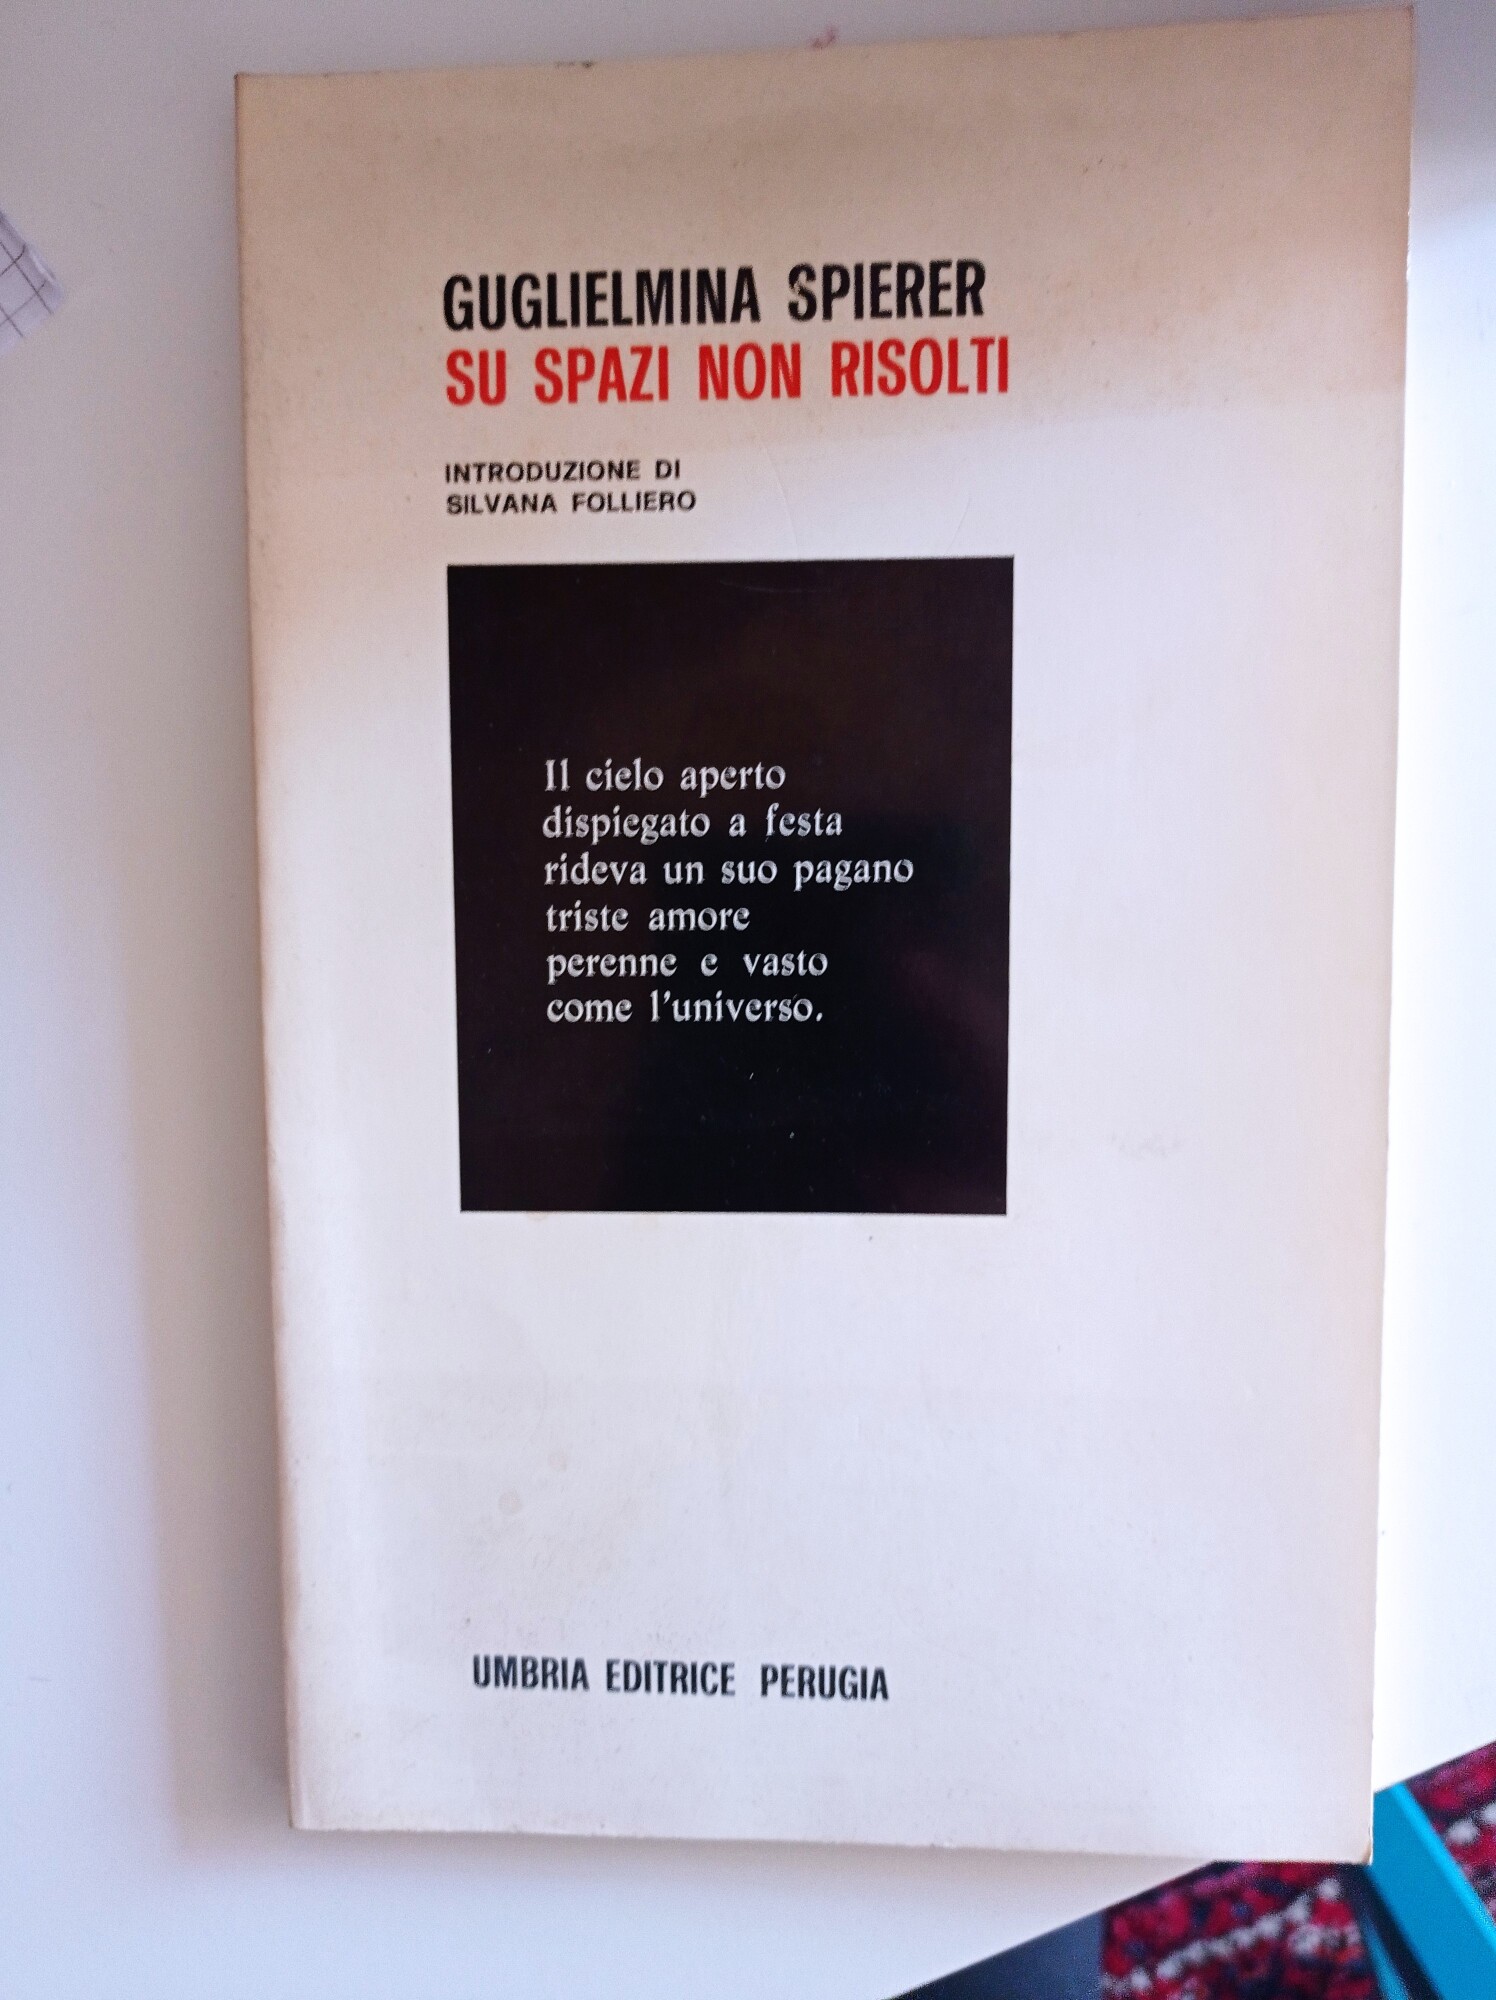 GUGLIELMINA SPIERER
SU SPAZI NON RISOLTI
INTRODUZIONE DI
SILVANA FOLLIERO
Il cielo aperto
dispiegato a festa
rideva un suo pagano
triste amore
perenne e vasto
come l'universo.
UMBRIA EDITRICE PERUGIA